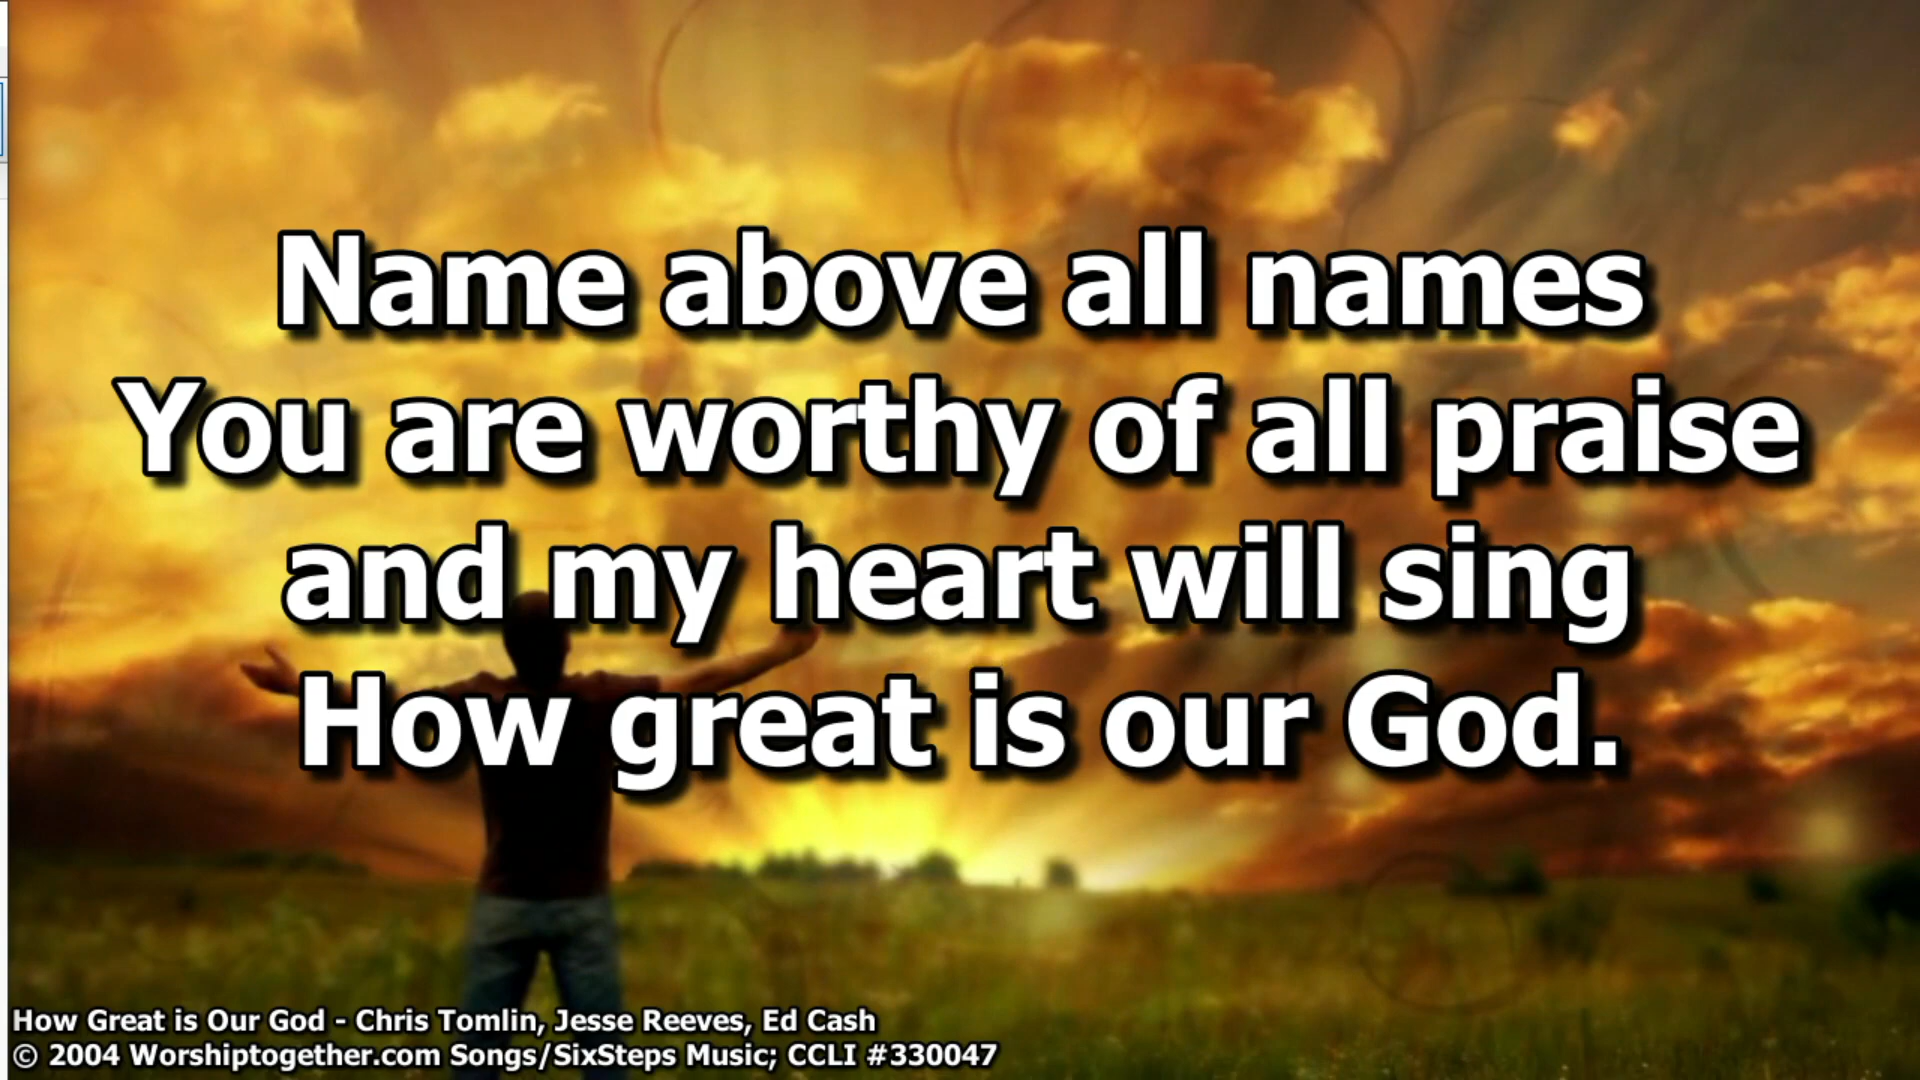 Name above all names
You are worthy of all praise
and my heart will sing
How great is our God.
How Great is Our God - Chris Tomlin, Jesse Reeves, Ed Cash
© 2004 Worshiptogether.com Songs/SixSteps Music; CCLI #330047